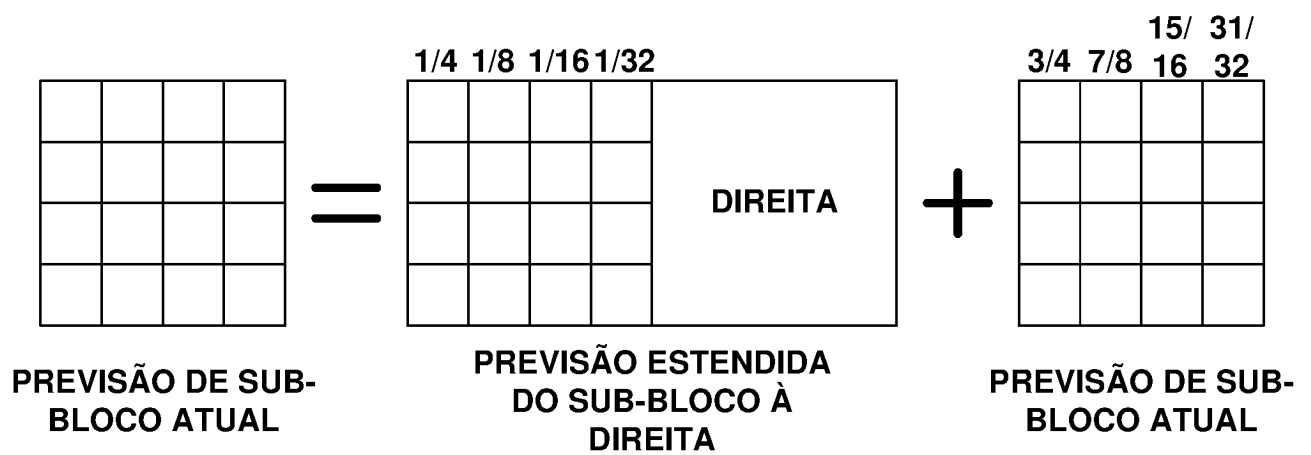 1/4 1/8 1/16 1/32
3/4 7/8 15/16 31/32
DIREITA
PREVISÃO DE SUB-
BLOCO ATUAL
PREVISÃO ESTENDIDA
DO SUB-BLOCO À
DIREITA
PREVISÃO DE SUB-
BLOCO ATUAL